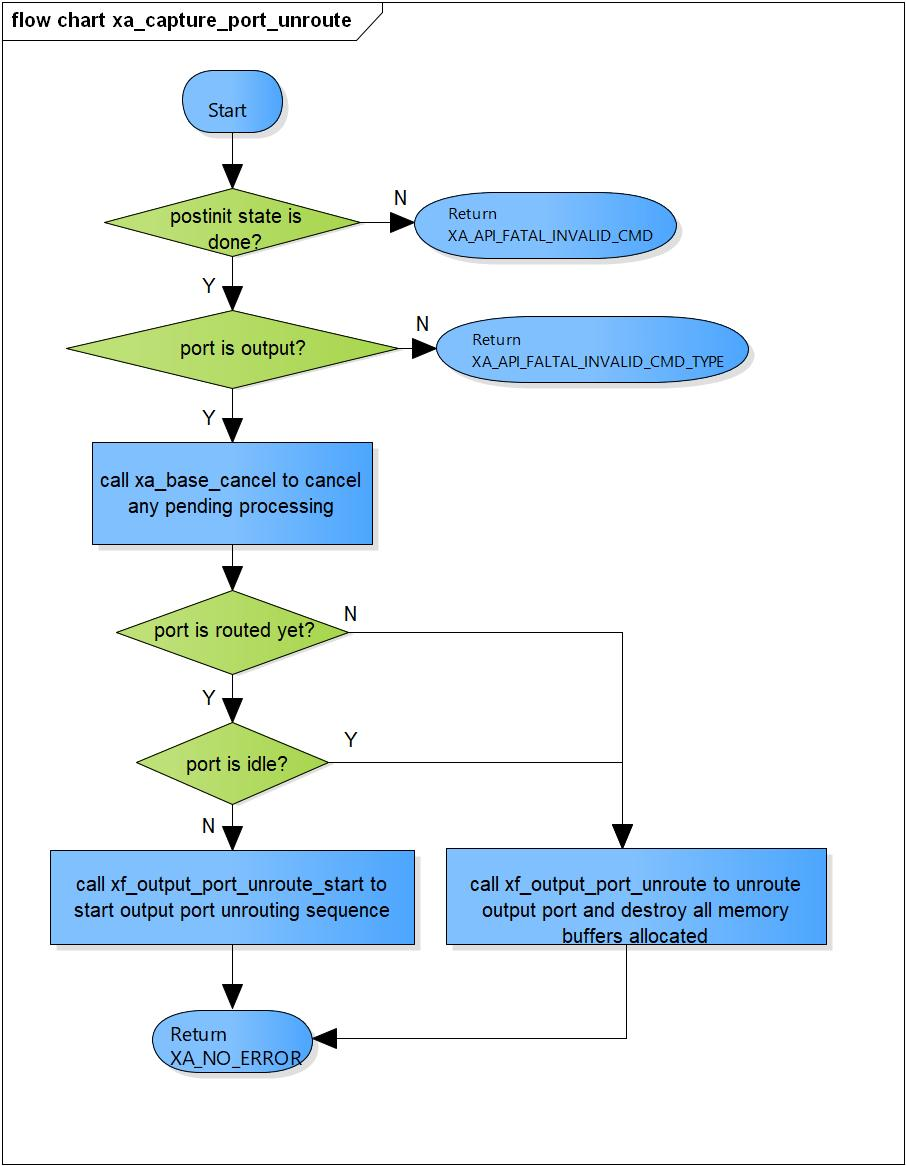 flow chart xa_capture_port_unroute
Start
postinit state is
done?
N
Return
XA_API_FATAL_INVALID_CMD
Y
port is output?
N
Return
XA_API_FALTAL_INVALID_CMD_TYPE
Y
call xa_base_cancel to cancel
any pending processing
port is routed yet?
N
Y
port is idle?
Y
N
call xf_output_port_unroute_start to
start output port unrouting sequence
call xf_output_port_unroute to unroute
output port and destroy all memory
buffers allocated
Return
XA_NO_ERROR